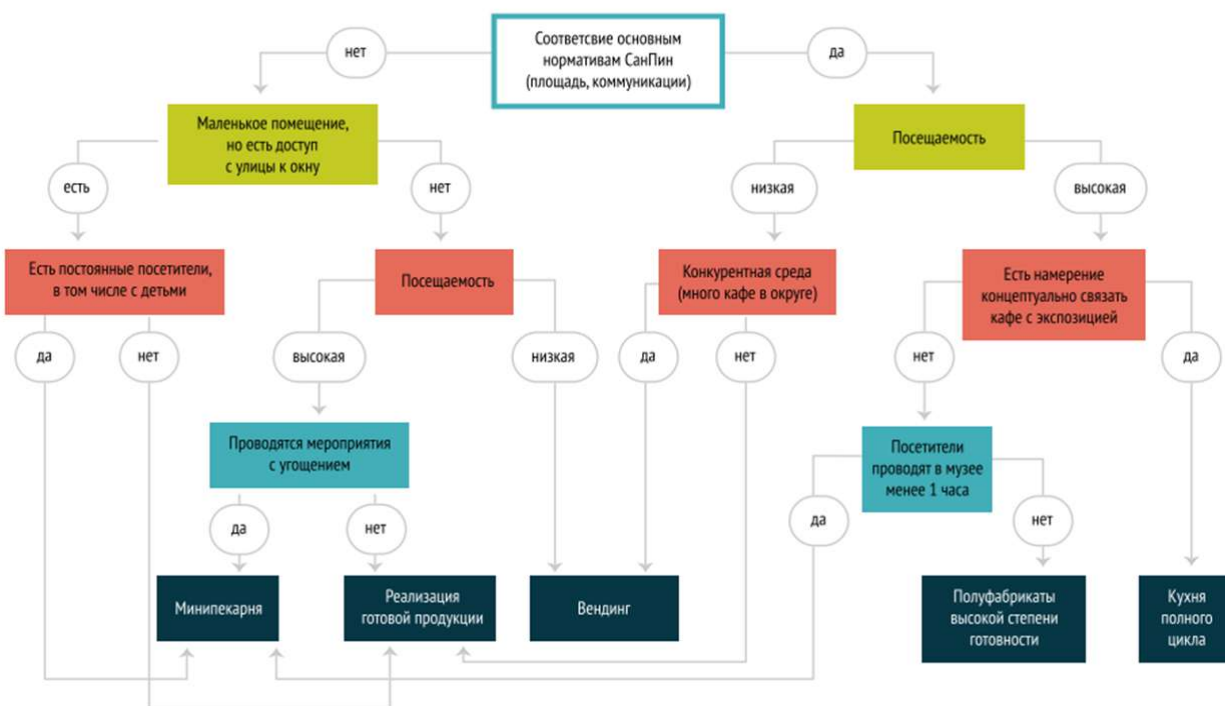 Соответсвие основным
нормативам СанПин
(площадь, коммуникации)
нет
да
Маленькое помещение,
но есть доступ
с улицы к окну
Посещаемость
есть
нет
низкая
высокая
Есть постоянные посетители,
в том числе с детьми
Посещаемость
Конкурентная среда
(много кафе в округе)
Есть намерение
концептуально связать
кафе с экспозицией
да
нет
высокая
низкая
да
нет
нет
да
Проводятся мероприятия
с угощением
Посетители
проводят в музее
менее 1 часа
да
нет
да
нет
Минипекарня
Реализация
готовой продукции
Вендинг
Полуфабрикаты
высокой степени
готовности
Кухня
полного
цикла